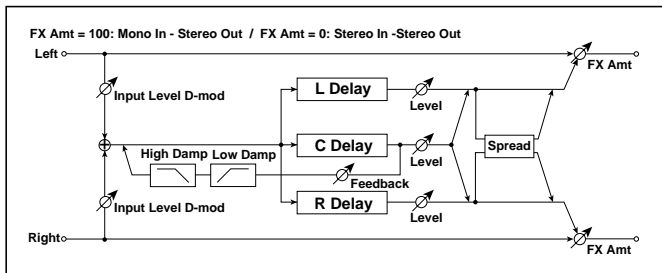 FX Amt = 100: Mono In - Stereo Out / FX Amt = 0: Stereo In -Stereo Out
Left
FX Amt
Input Level D-mod
L Delay
Level
High Damp
Low Damp
C Delay
Level
Spread
Feedback
Input Level D-mod
R Delay
Level
Right
FX Amt